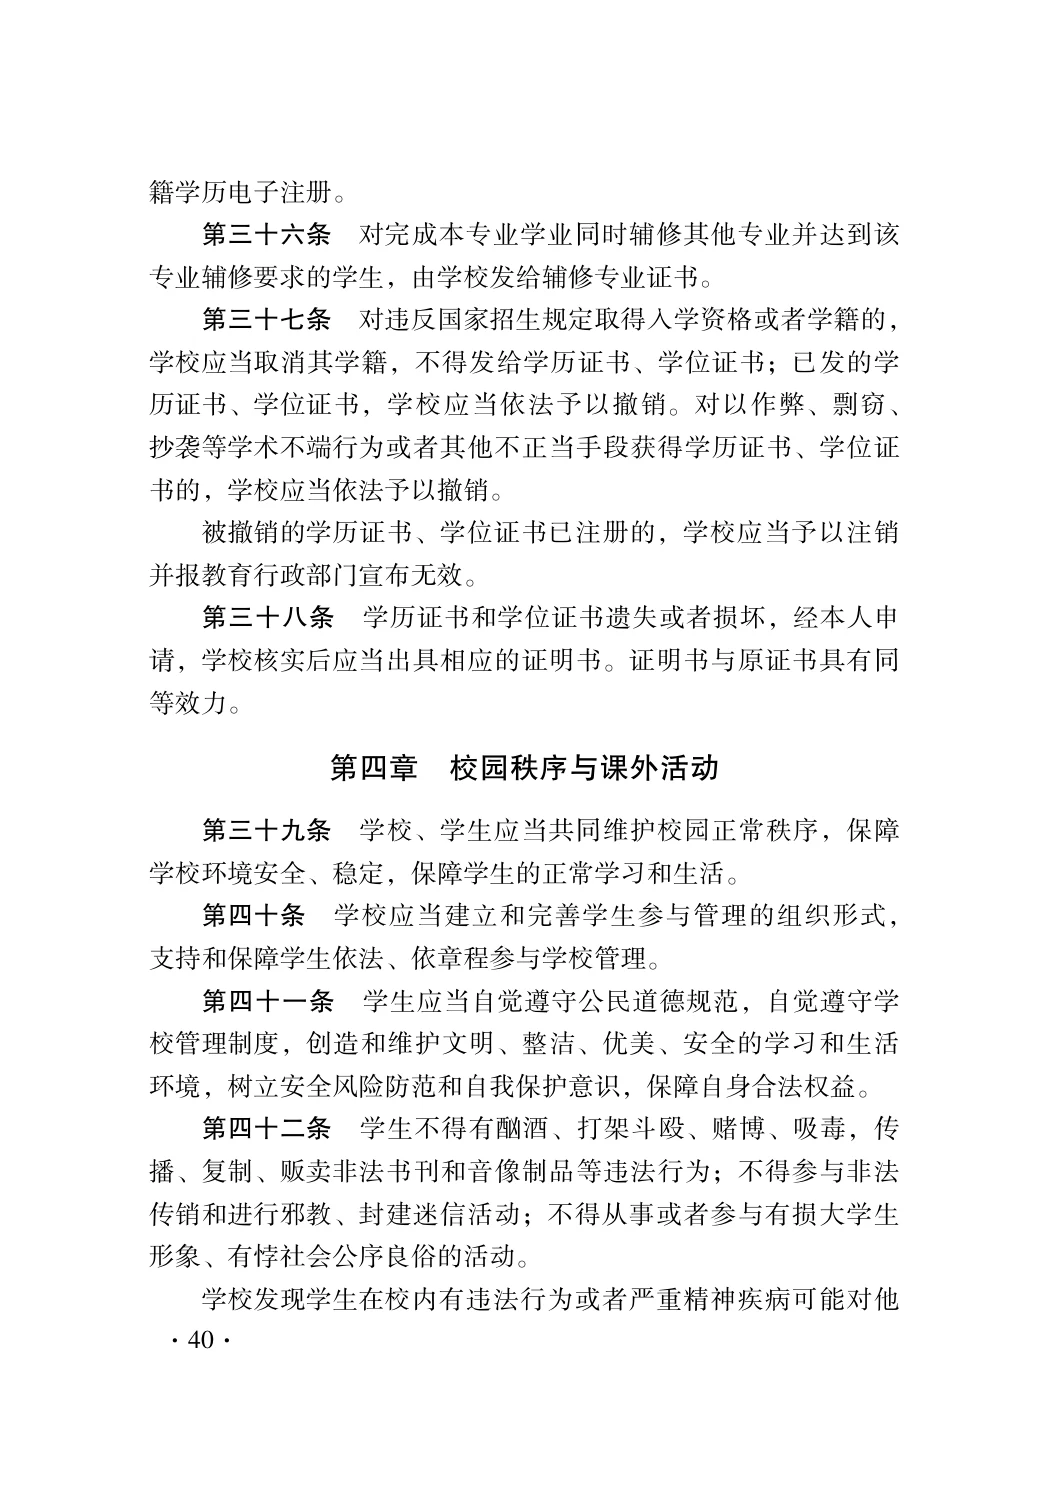 籍学历电子注册。
第三十六条　对完成本专业学业同时辅修其他专业并达到该
专业辅修要求的学生，由学校发给辅修专业证书。
第三十七条　对违反国家招生规定取得入学资格或者学籍的，
学校应当取消其学籍，不得发给学历证书、学位证书；已发的学
历证书、学位证书，学校应当依法予以撤销。对以作弊、剽窃、
抄袭等学术不端行为或者其他不正当手段获得学历证书、学位证
书的，学校应当依法予以撤销。
被撤销的学历证书、学位证书已注册的，学校应当予以注销
并报教育行政部门宣布无效。
第三十八条　学历证书和学位证书遗失或者损坏，经本人申
请，学校核实后应当出具相应的证明书。证明书与原证书具有同
等效力。
第四章　校园秩序与课外活动
第三十九条　学校、学生应当共同维护校园正常秩序，保障
学校环境安全、稳定，保障学生的正常学习和生活。
第四十条　学校应当建立和完善学生参与管理的组织形式，
支持和保障学生依法、依章程参与学校管理。
第四十一条　学生应当自觉遵守公民道德规范，自觉遵守学
校管理制度，创造和维护文明、整洁、优美、安全的学习和生活
环境，树立安全风险防范和自我保护意识，保障自身合法权益。
第四十二条　学生不得有酗酒、打架斗殴、赌博、吸毒，传
播、复制、贩卖非法书刊和音像制品等违法行为；不得参与非法
传销和进行邪教、封建迷信活动；不得从事或者参与有损大学生
形象、有悖社会公序良俗的活动。
学校发现学生在校内有违法行为或者严重精神疾病可能对他
· 40 ·